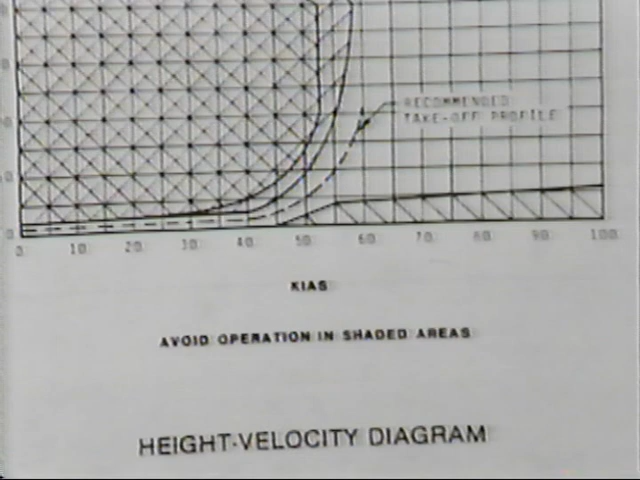 RECOMMENDED
TAKE-OFF PROFILE
0 10 20 30 40 50 60 70 80 90 100
KIAS
AVOID OPERATION IN SHADED AREAS
HEIGHT-VELOCITY DIAGRAM